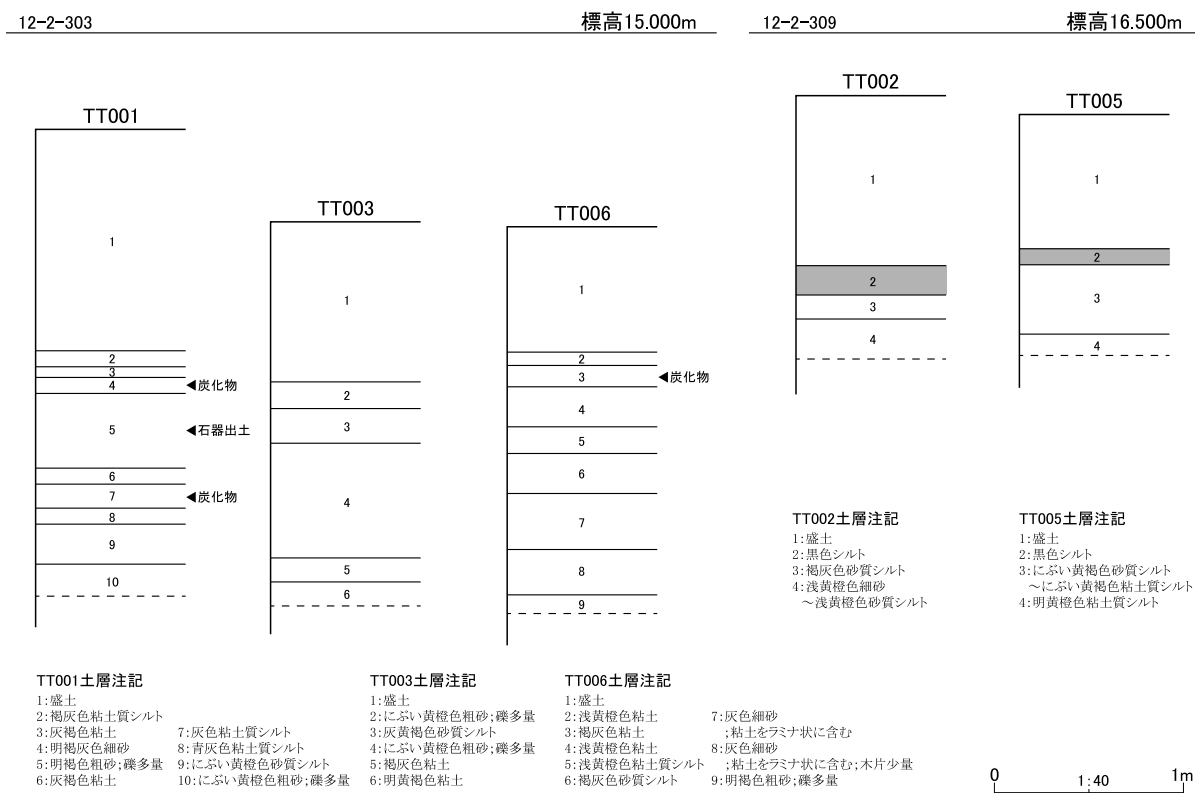 12-2-303
標高15.000m
12-2-309
標高16.500m
TT001
1
2
3
4
◀炭化物
5
◀石器出土
6
7
◀炭化物
8
9
10
TT003
1
2
3
4
5
6
TT006
1
2
3
◀炭化物
4
5
6
7
8
9
TT002
1
2
3
4
TT005
1
2
3
4
TT002土層注記
1:盛土
2:黒色シルト
3:褐灰色砂質シルト
4:浅黄橙色細砂
～浅黄橙色砂質シルト
TT005土層注記
1:盛土
2:黒色シルト
3:にぶい黄褐色砂質シルト
～にぶい黄褐色粘土質シルト
4:明黄橙色粘土質シルト
TT001土層注記
1:盛土
2:褐灰色粘土質シルト
3:灰褐色粘土
4:明褐灰色細砂
5:明褐色粗砂;礫多量
6:灰褐色粘土
7:灰色粘土質シルト
8:青灰色粘土質シルト
9:にぶい黄橙色砂質シルト
10:にぶい黄橙色粗砂;礫多量
TT003土層注記
1:盛土
2:にぶい黄橙色粗砂;礫多量
3:灰黄褐色砂質シルト
4:にぶい黄橙色粗砂;礫多量
5:褐灰色粘土
6:明黄褐色粘土
TT006土層注記
1:盛土
2:浅黄橙色粘土
3:褐灰色粘土
4:浅黄橙色粘土
5:浅黄橙色粘土質シルト
6:褐灰色砂質シルト
7:灰色細砂
;粘土をラミナ状に含む
8:灰色細砂
;粘土をラミナ状に含む;木片少量
9:明褐色粗砂;礫多量
0
1:40
1m